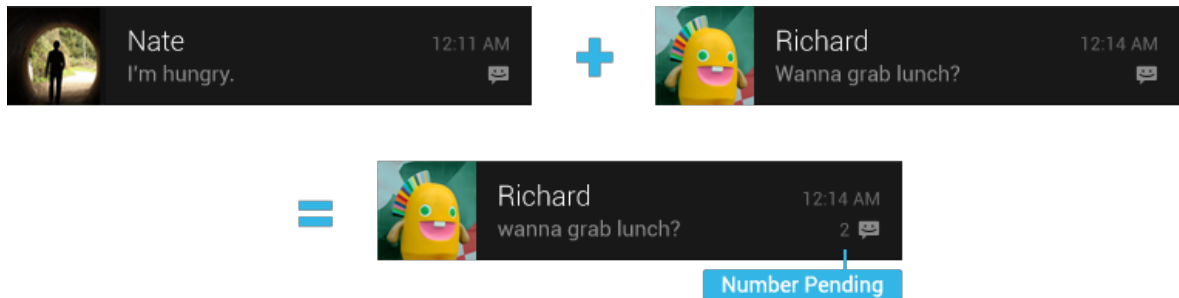 Nate 12:11 AM
I'm hungry.
+
Richard 12:14 AM
Wanna grab lunch?
=
Richard 12:14 AM
wanna grab lunch? 2
Number Pending